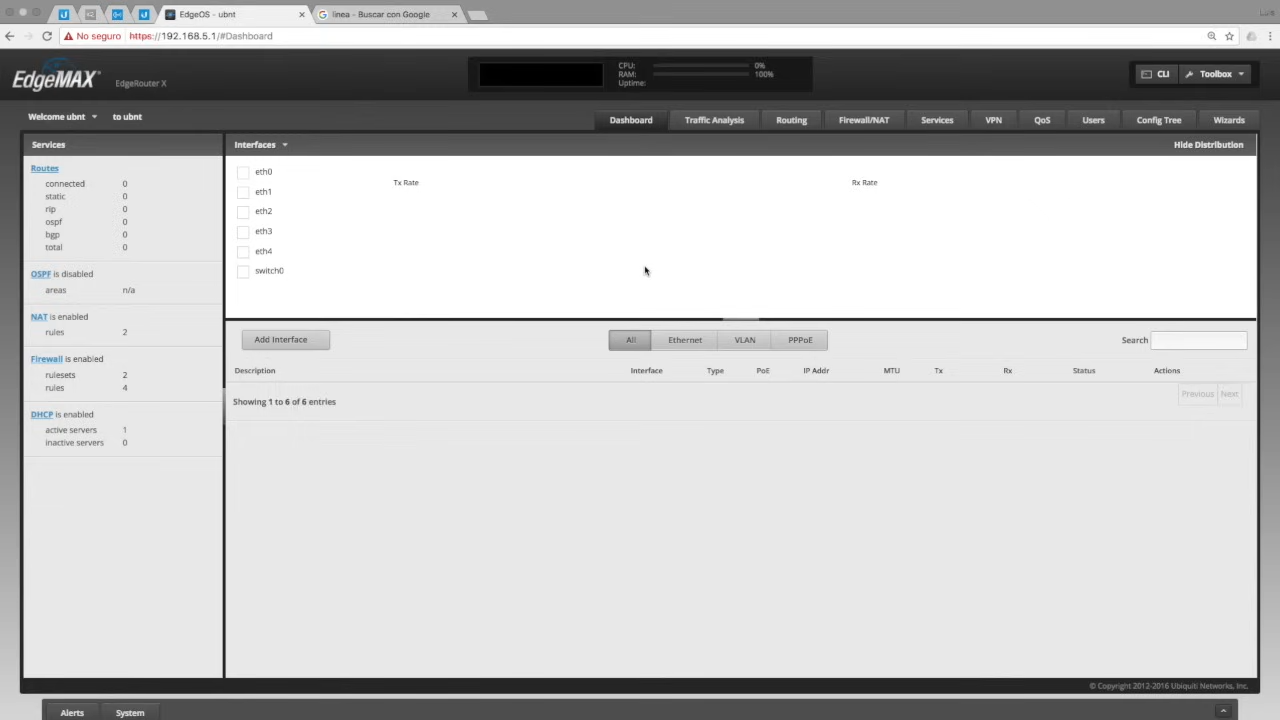 EdgeOS - ubnt
linea - Buscar con Google
No seguro https://192.168.5.1/#Dashboard
EdgeMAX
EdgeRouter X
CPU: 0%
RAM: 100%
Uptime:
CLI
Toolbox
Welcome ubnt to ubnt
Dashboard Traffic Analysis Routing Firewall/NAT Services VPN QoS Users Config Tree Wizards
Services
Routes
connected 0
static 0
rip 0
ospf 0
bgp 0
total 0
OSPF is disabled
areas n/a
NAT is enabled
rules 2
Firewall is enabled
rulesets 2
rules 4
DHCP is enabled
active servers 1
inactive servers 0
Interfaces
Hide Distribution
eth0
eth1
eth2
eth3
eth4
switch0
Tx Rate
Rx Rate
Add Interface
All Ethernet VLAN PPPoE
Search
Description Interface Type PoE IP Addr MTU Tx Rx Status Actions
Showing 1 to 6 of 6 entries
Previous Next
© Copyright 2012-2016 Ubiquiti Networks, Inc.
Alerts System